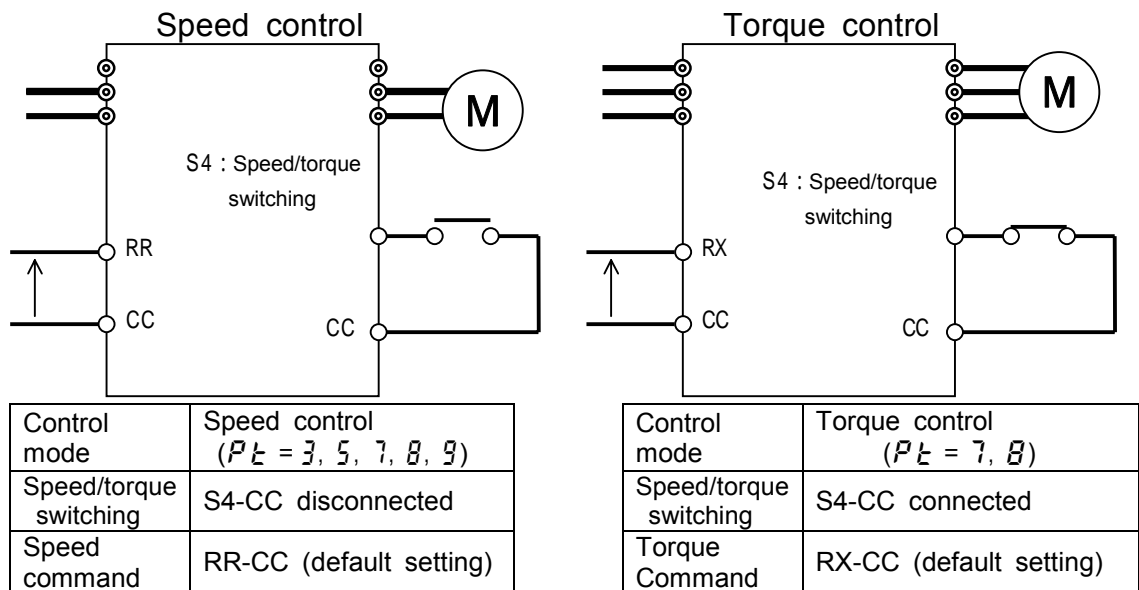 Speed control
M
S4 : Speed/torque
switching
RR
CC
CC
Control
mode
Speed control
(Pt = 3, 5, 7, 8, 9)
Speed/torque
switching
S4-CC disconnected
Speed
command
RR-CC (default setting)
Torque control
M
S4 : Speed/torque
switching
RX
CC
CC
Control
mode
Torque control
(Pt = 7, 8)
Speed/torque
switching
S4-CC connected
Torque
Command
RX-CC (default setting)